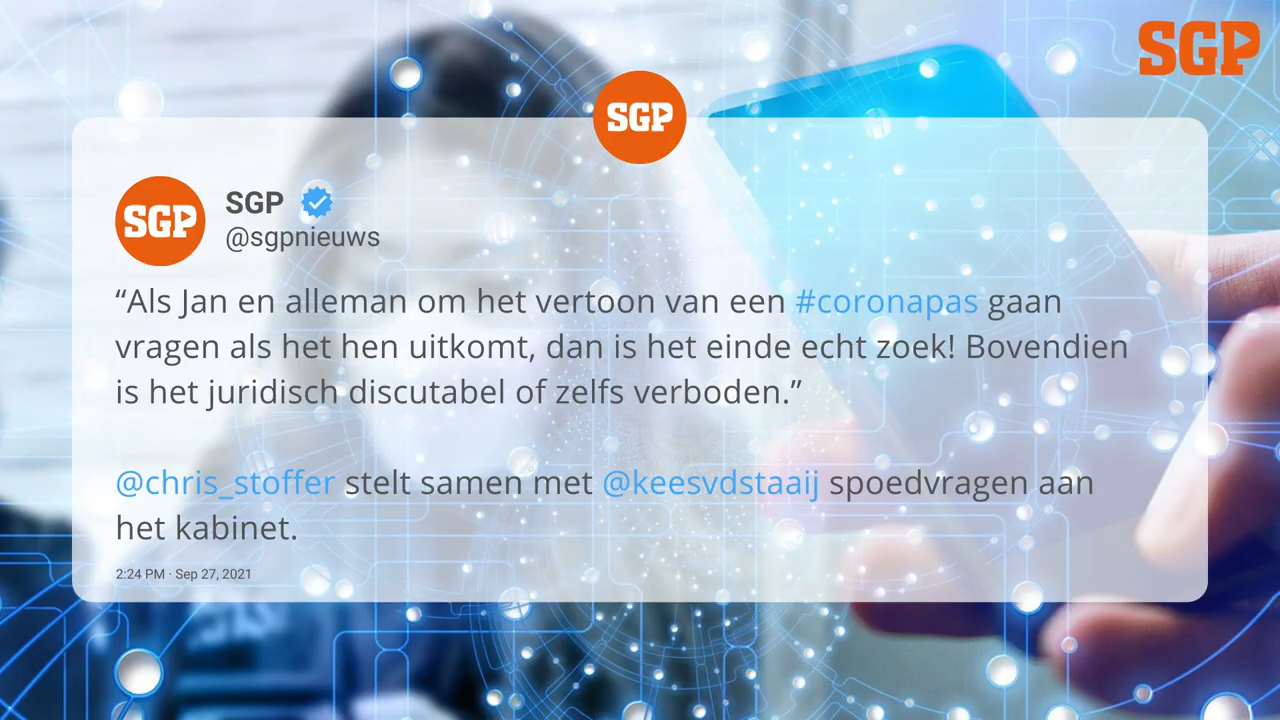 SGP
SGP
SGP
SGP
@sgpnieuws
“Als Jan en alleman om het vertoon van een #coronapas gaan
vragen als het hen uitkomt, dan is het einde echt zoek! Bovendien
is het juridisch discutabel of zelfs verboden.”
@chris_stoffer stelt samen met @keesvdstaaij spoedvragen aan
het kabinet.
2:24 PM · Sep 27, 2021